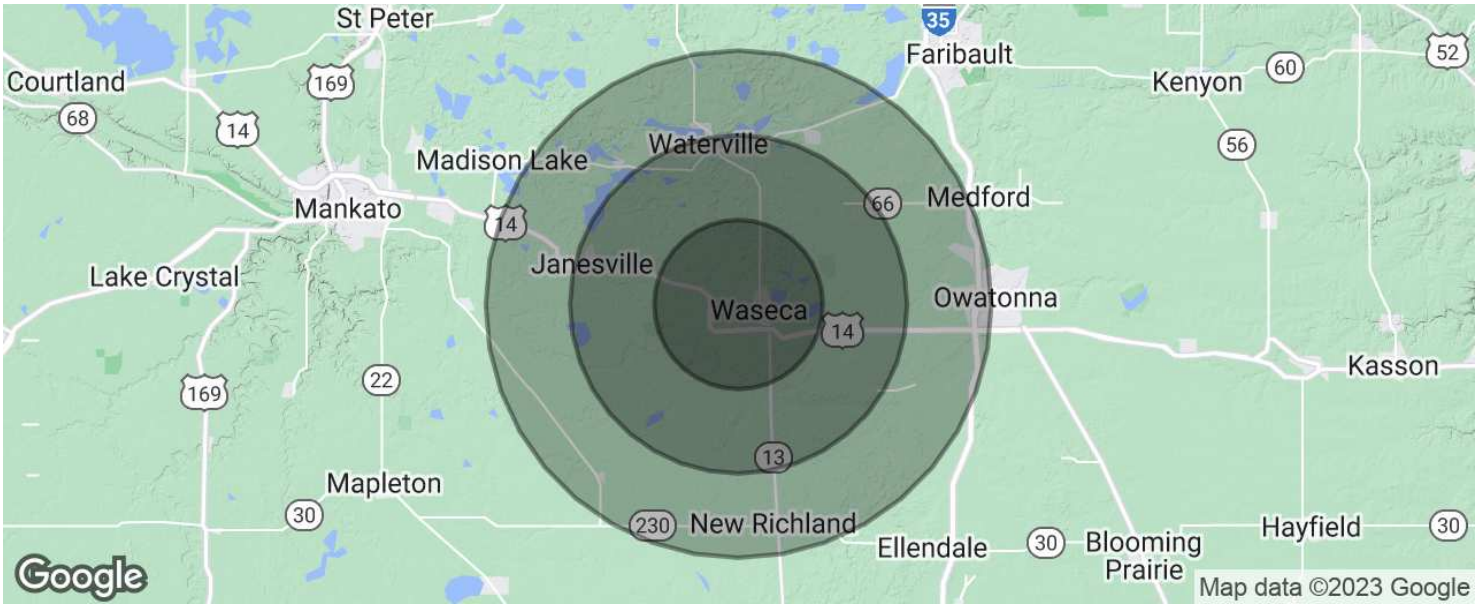 St Peter
35
Faribault
52
Courtland
169
Kenyon
60
68
14
Waterville
56
Madison Lake
Mankato
14
66
Medford
Janesville
Lake Crystal
Waseca
Owatonna
14
Kasson
169
22
13
Mapleton
30
230
New Richland
Ellendale
30
Blooming
Prairie
Hayfield
30
Google
Map data ©2023 Google